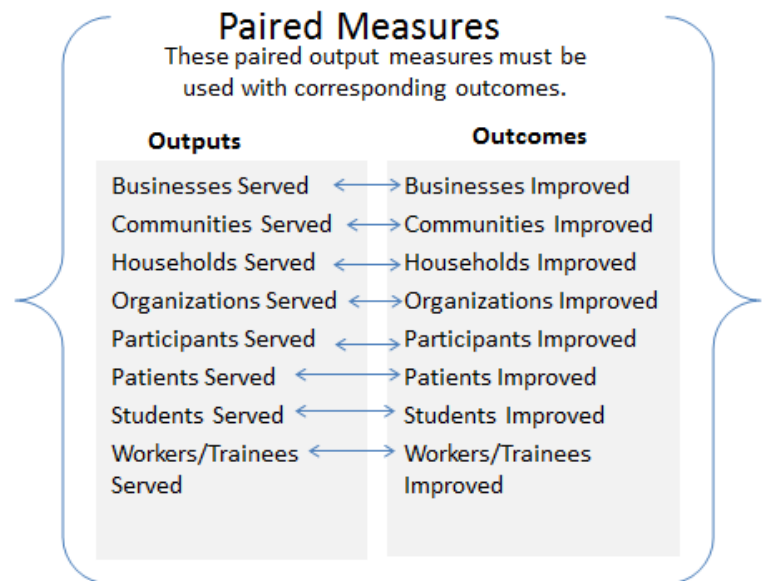 Paired Measures
These paired output measures must be
used with corresponding outcomes.
Outputs
Businesses Served
Communities Served
Households Served
Organizations Served
Participants Served
Patients Served
Students Served
Workers/Trainees
Served
Outcomes
Businesses Improved
Communities Improved
Households Improved
Organizations Improved
Participants Improved
Patients Improved
Students Improved
Workers/Trainees
Improved